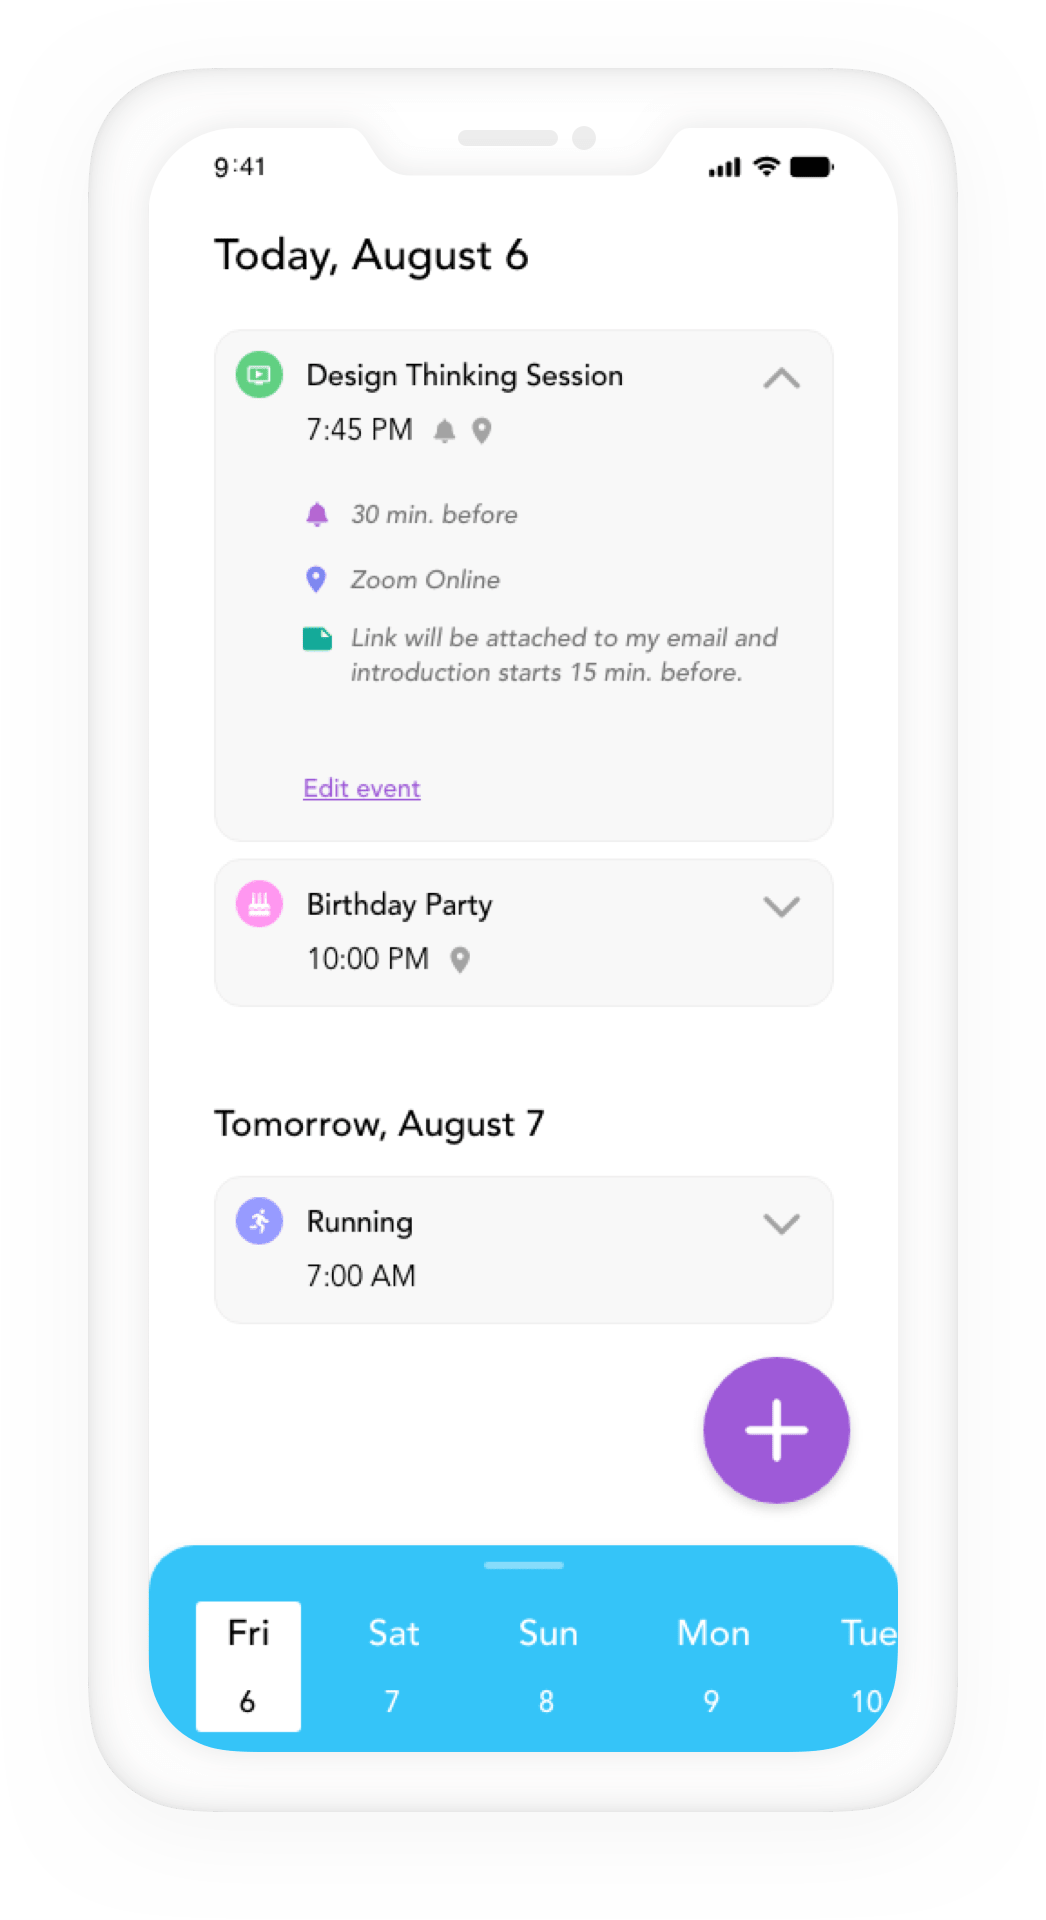 9:41
Today, August 6
Design Thinking Session
7:45 PM
30 min. before
Zoom Online
Link will be attached to my email and
introduction starts 15 min. before.
Edit event
Birthday Party
10:00 PM
Tomorrow, August 7
Running
7:00 AM
Fri Sat Sun Mon Tue
6 7 8 9 10